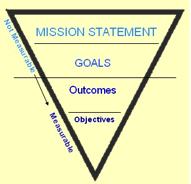 MISSION STATEMENT
GOALS
Outcomes
Objectives
Not Measurable
Measurable